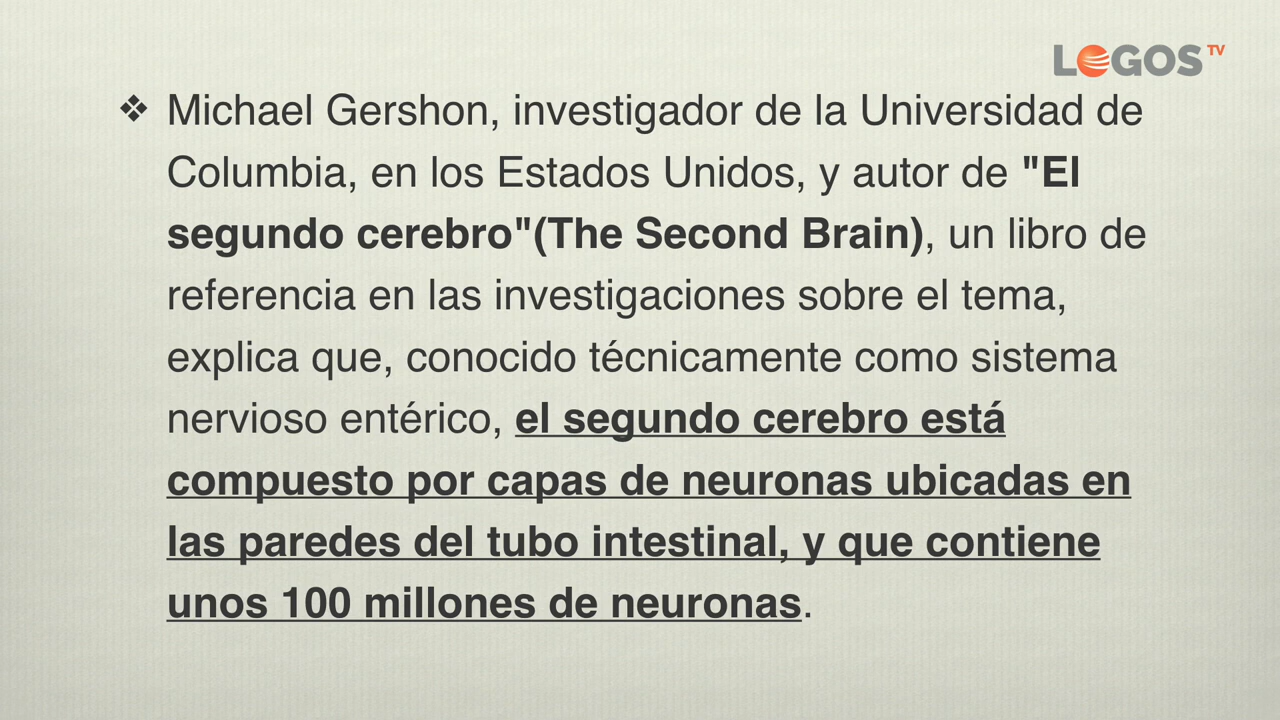 LOGOS TV
❖ Michael Gershon, investigador de la Universidad de
Columbia, en los Estados Unidos, y autor de "El
segundo cerebro"(The Second Brain), un libro de
referencia en las investigaciones sobre el tema,
explica que, conocido técnicamente como sistema
nervioso entérico, el segundo cerebro está
compuesto por capas de neuronas ubicadas en
las paredes del tubo intestinal, y que contiene
unos 100 millones de neuronas.